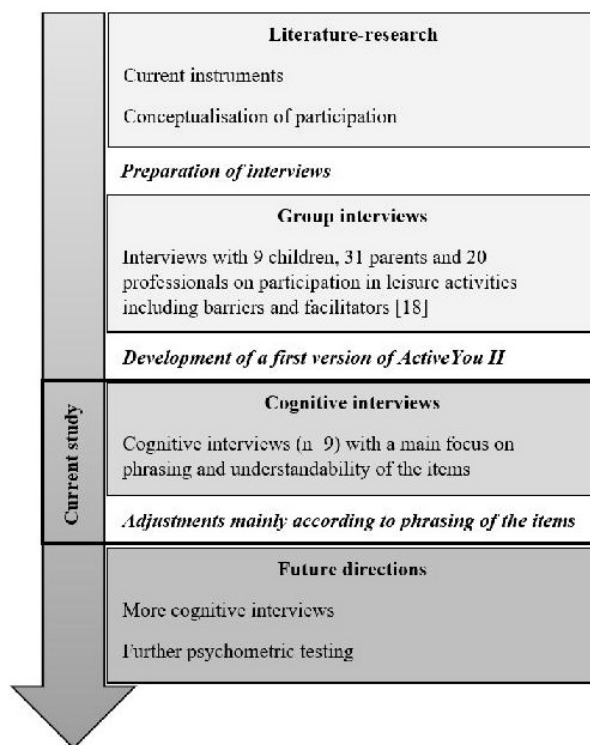 Literature-research
Current instruments
Conceptualisation of participation
Preparation of interviews
Group interviews
Interviews with 9 children, 31 parents and 20
professionals on participation in leisure activities
including barriers and facilitators [18]
Development of a first version of ActiveYou II
Current study
Cognitive interviews
Cognitive interviews (n 9) with a main focus on
phrasing and understandability of the items
Adjustments mainly according to phrasing of the items
Future directions
More cognitive interviews
Further psychometric testing